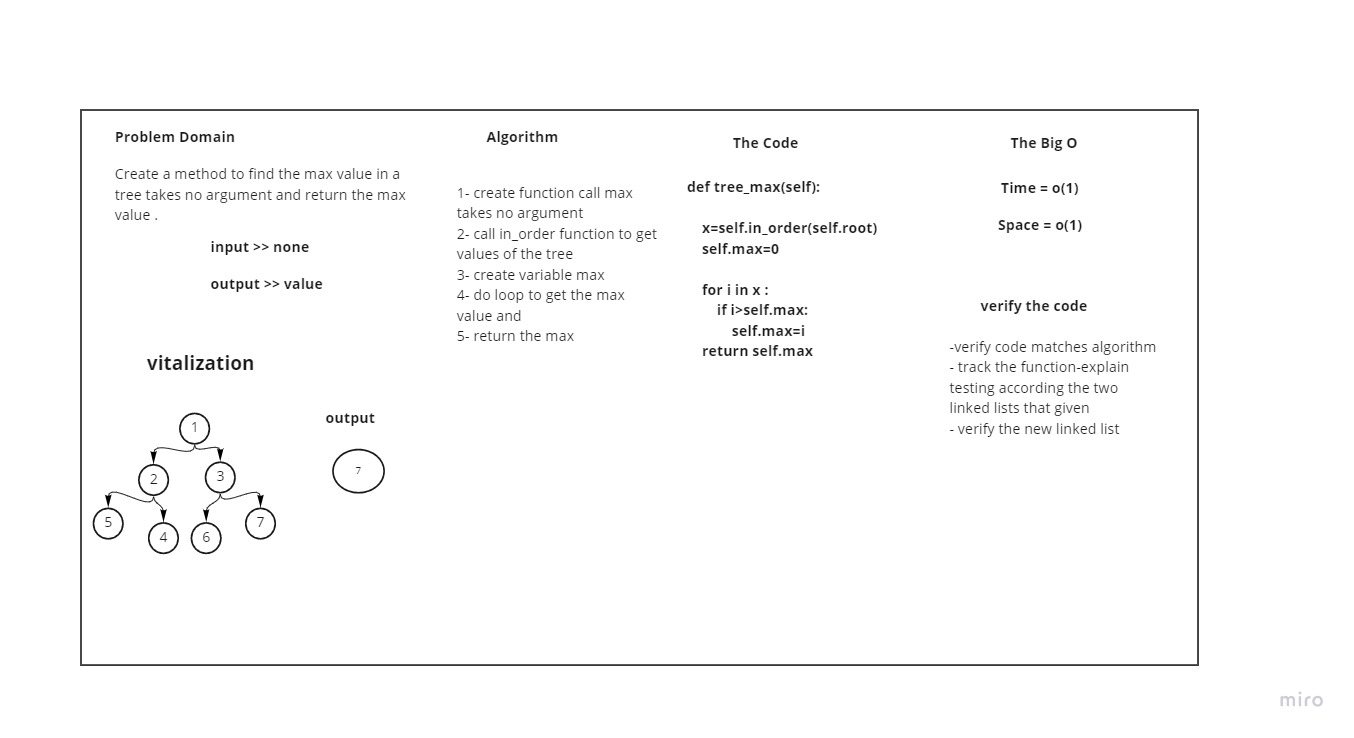 Problem Domain
Create a method to find the max value in a
tree takes no argument and return the max
value .
input >> none
output >> value
vitalization
1
2
3
5
4
6
7
output
7
Algorithm
1- create function call max
takes no argument
2- call in_order function to get
values of the tree
3- create variable max
4- do loop to get the max
value and
5- return the max
The Code
def tree_max(self):
x=self.in_order(self.root)
self.max=0
for i in x :
if i>self.max:
self.max=i
return self.max
The Big O
Time = o(1)
Space = o(1)
verify the code
-verify code matches algorithm
- track the function-explain
testing according the two
linked lists that given
- verify the new linked list
miro